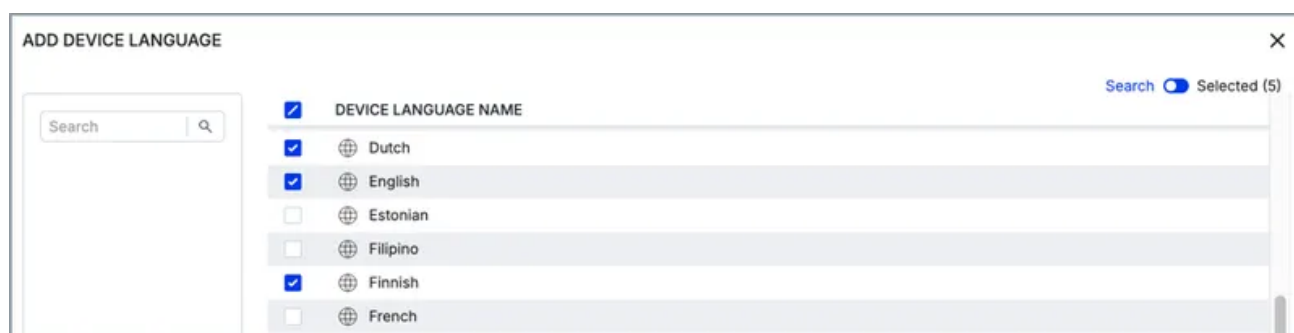 ADD DEVICE LANGUAGE
Search Selected (5)
Search
DEVICE LANGUAGE NAME
Dutch
English
Estonian
Filipino
Finnish
French